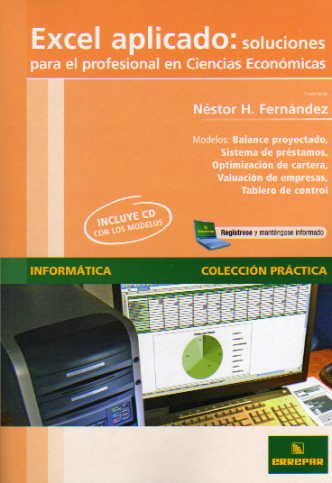 Excel aplicado: soluciones
para el profesional en Ciencias Económicas
Néstor H. Fernández
Modelos: Balance proyectado,
Sistema de préstamos,
Optimización de cartera,
Valuación de empresas,
Tablero de control
INCLUYE CD
CON LOS MODELOS
Regístrese y manténgase informado
INFORMÁTICA
COLECCIÓN PRÁCTICA
ERREPAR